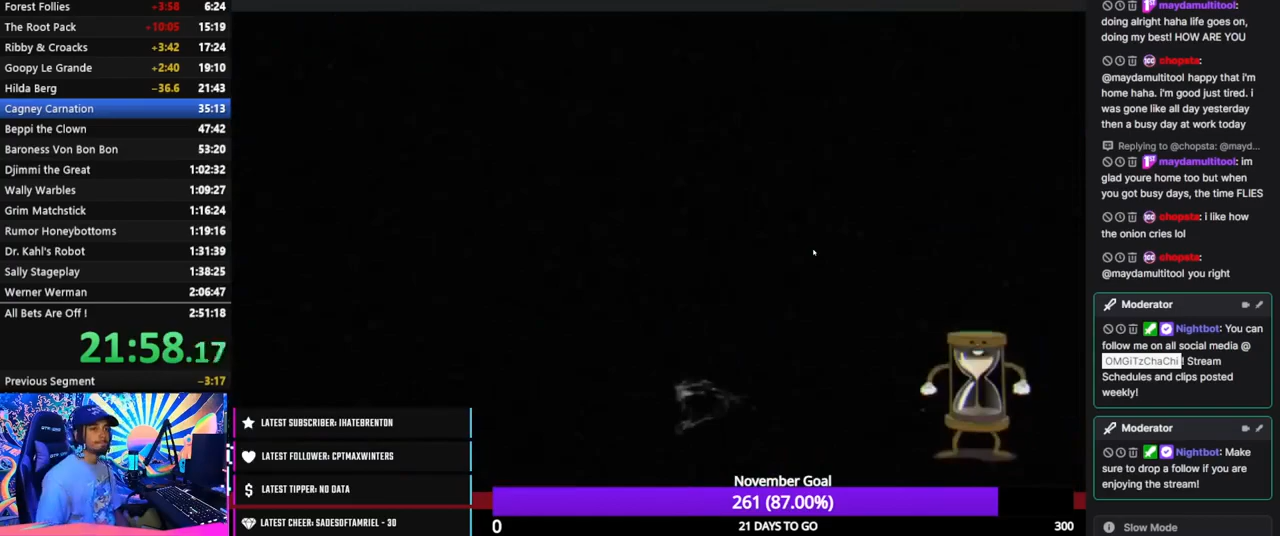 Forest Follies +3:58 6:24
The Root Pack +10:05 15:19
Ribby & Croacks +3:42 17:24
Goopy Le Grande +2:40 19:10
Hilda Berg −36.6 21:43
Cagney Carnation 35:13
Beppi the Clown 47:42
Baroness Von Bon Bon 53:20
Djimmi the Great 1:02:32
Wally Warbles 1:09:27
Grim Matchstick 1:16:24
Rumor Honeybottoms 1:19:16
Dr. Kahl's Robot 1:31:39
Sally Stageplay 1:38:25
Werner Werman 2:06:47
All Bets Are Off ! 2:51:18
21:58.17
Previous Segment −3:17
LATEST SUBSCRIBER: IHATEBRENTON
LATEST FOLLOWER: CPTMAXWINTERS
LATEST TIPPER: NO DATA
LATEST CHEER: SADESOFTAMRIEL - 30
November Goal
261 (87.00%)
0 21 DAYS TO GO 300
maydamultitool:
doing alright haha life goes on,
doing my best! HOW ARE YOU
chopsta:
@maydamultitool happy that i'm
home haha. i'm good just tired. i
was gone like all day yesterday
then a busy day at work today
Replying to @chopsta: @mayd...
maydamultitool: im
glad youre home too but when
you got busy days, the time FLIES
chopsta: i like how
the onion cries lol
chopsta:
@maydamultitool you right
Moderator
Nightbot: You can
follow me on all social media @
OMGiTzChaChi! Stream
Schedules and clips posted
weekly!
Moderator
Nightbot: Make
sure to drop a follow if you are
enjoying the stream!
Slow Mode